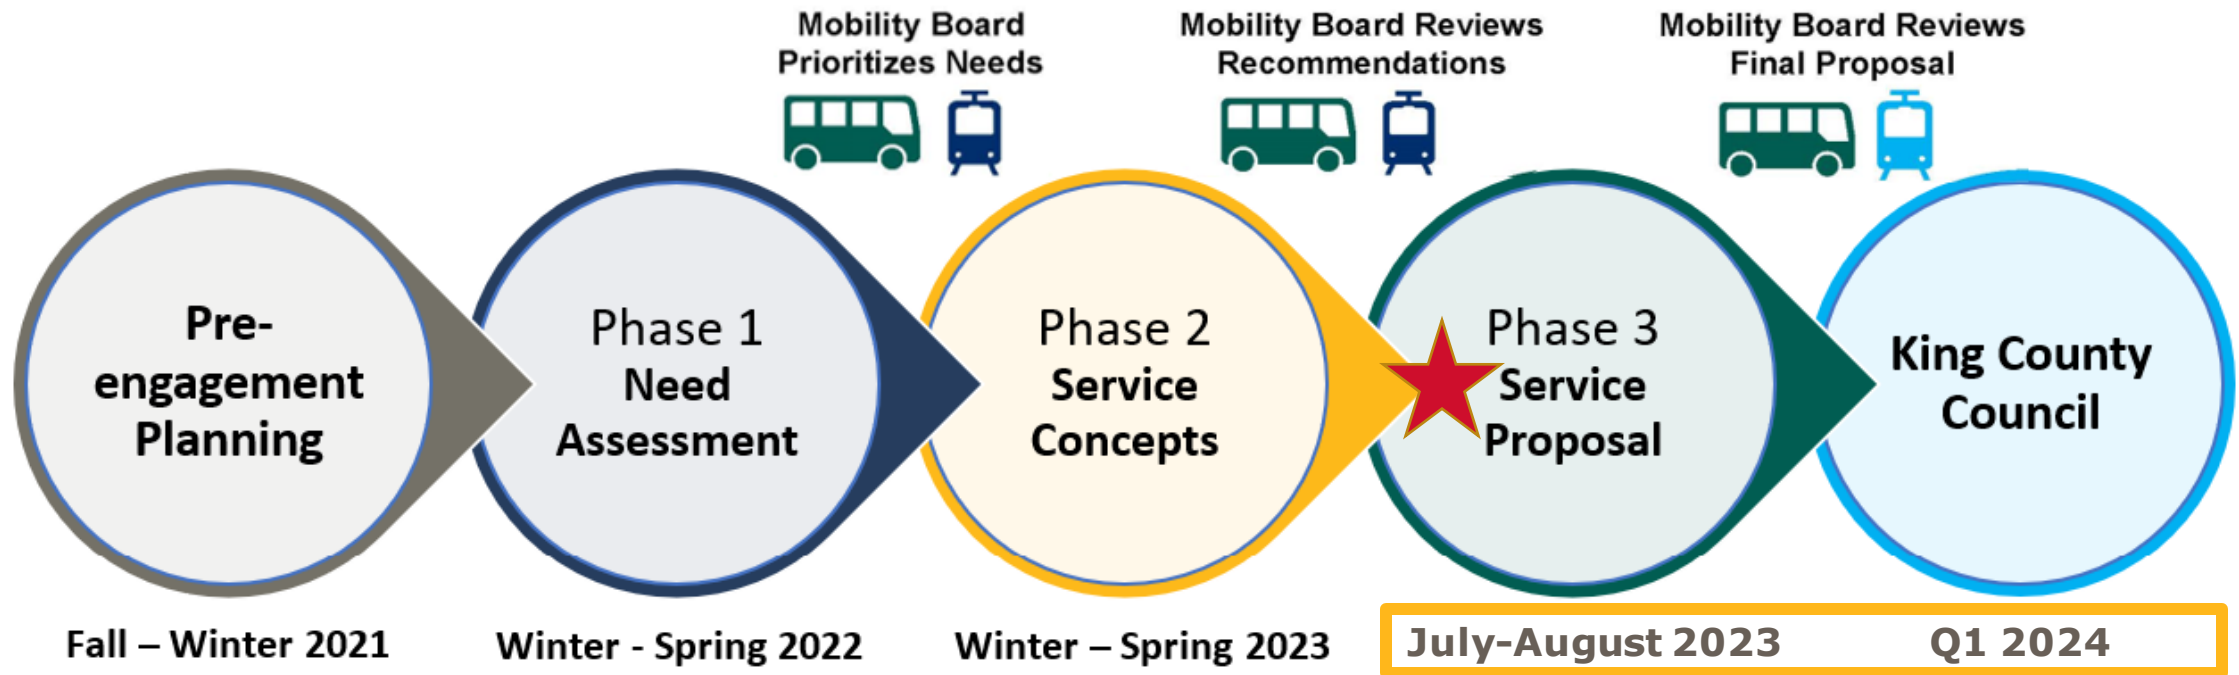 Mobility Board
Prioritizes Needs
Mobility Board Reviews
Recommendations
Mobility Board Reviews
Final Proposal
Pre-
engagement
Planning
Phase 1
Need
Assessment
Phase 2
Service
Concepts
Phase 3
Service
Proposal
King County
Council
Fall – Winter 2021
Winter - Spring 2022
Winter – Spring 2023
July-August 2023
Q1 2024